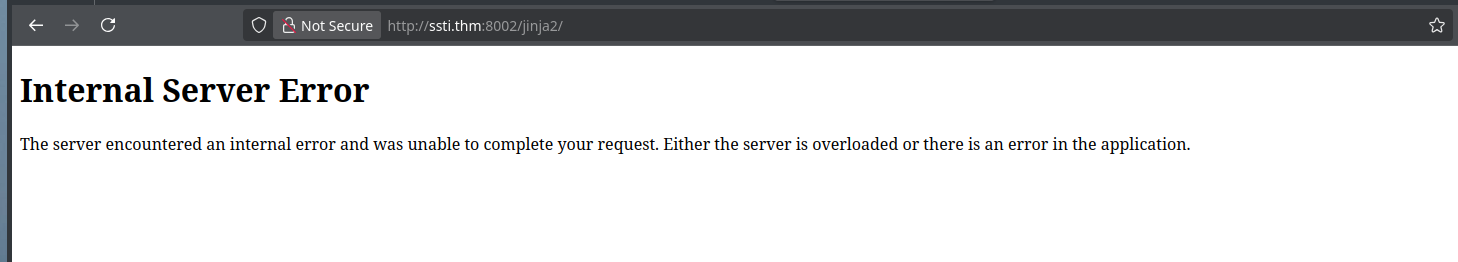 Not Secure http://ssti.thm:8002/jinja2/
Internal Server Error
The server encountered an internal error and was unable to complete your request. Either the server is overloaded or there is an error in the application.